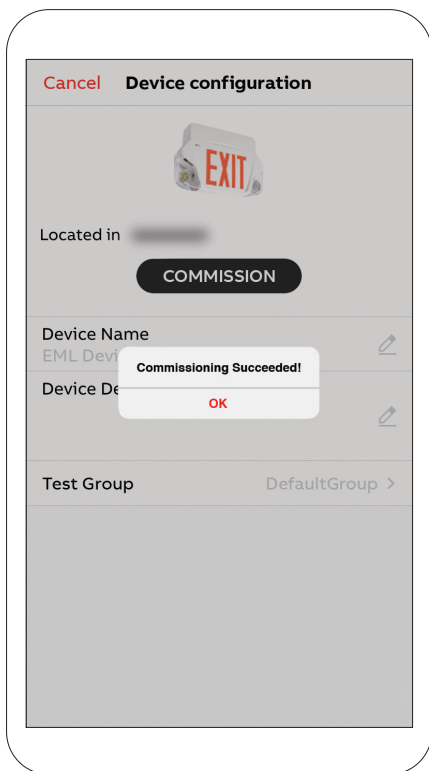 Cancel Device configuration
EXIT
Located in
COMMISSION
Device Name
EML Devi
Commissioning Succeeded!
Device De
OK
Test Group DefaultGroup >